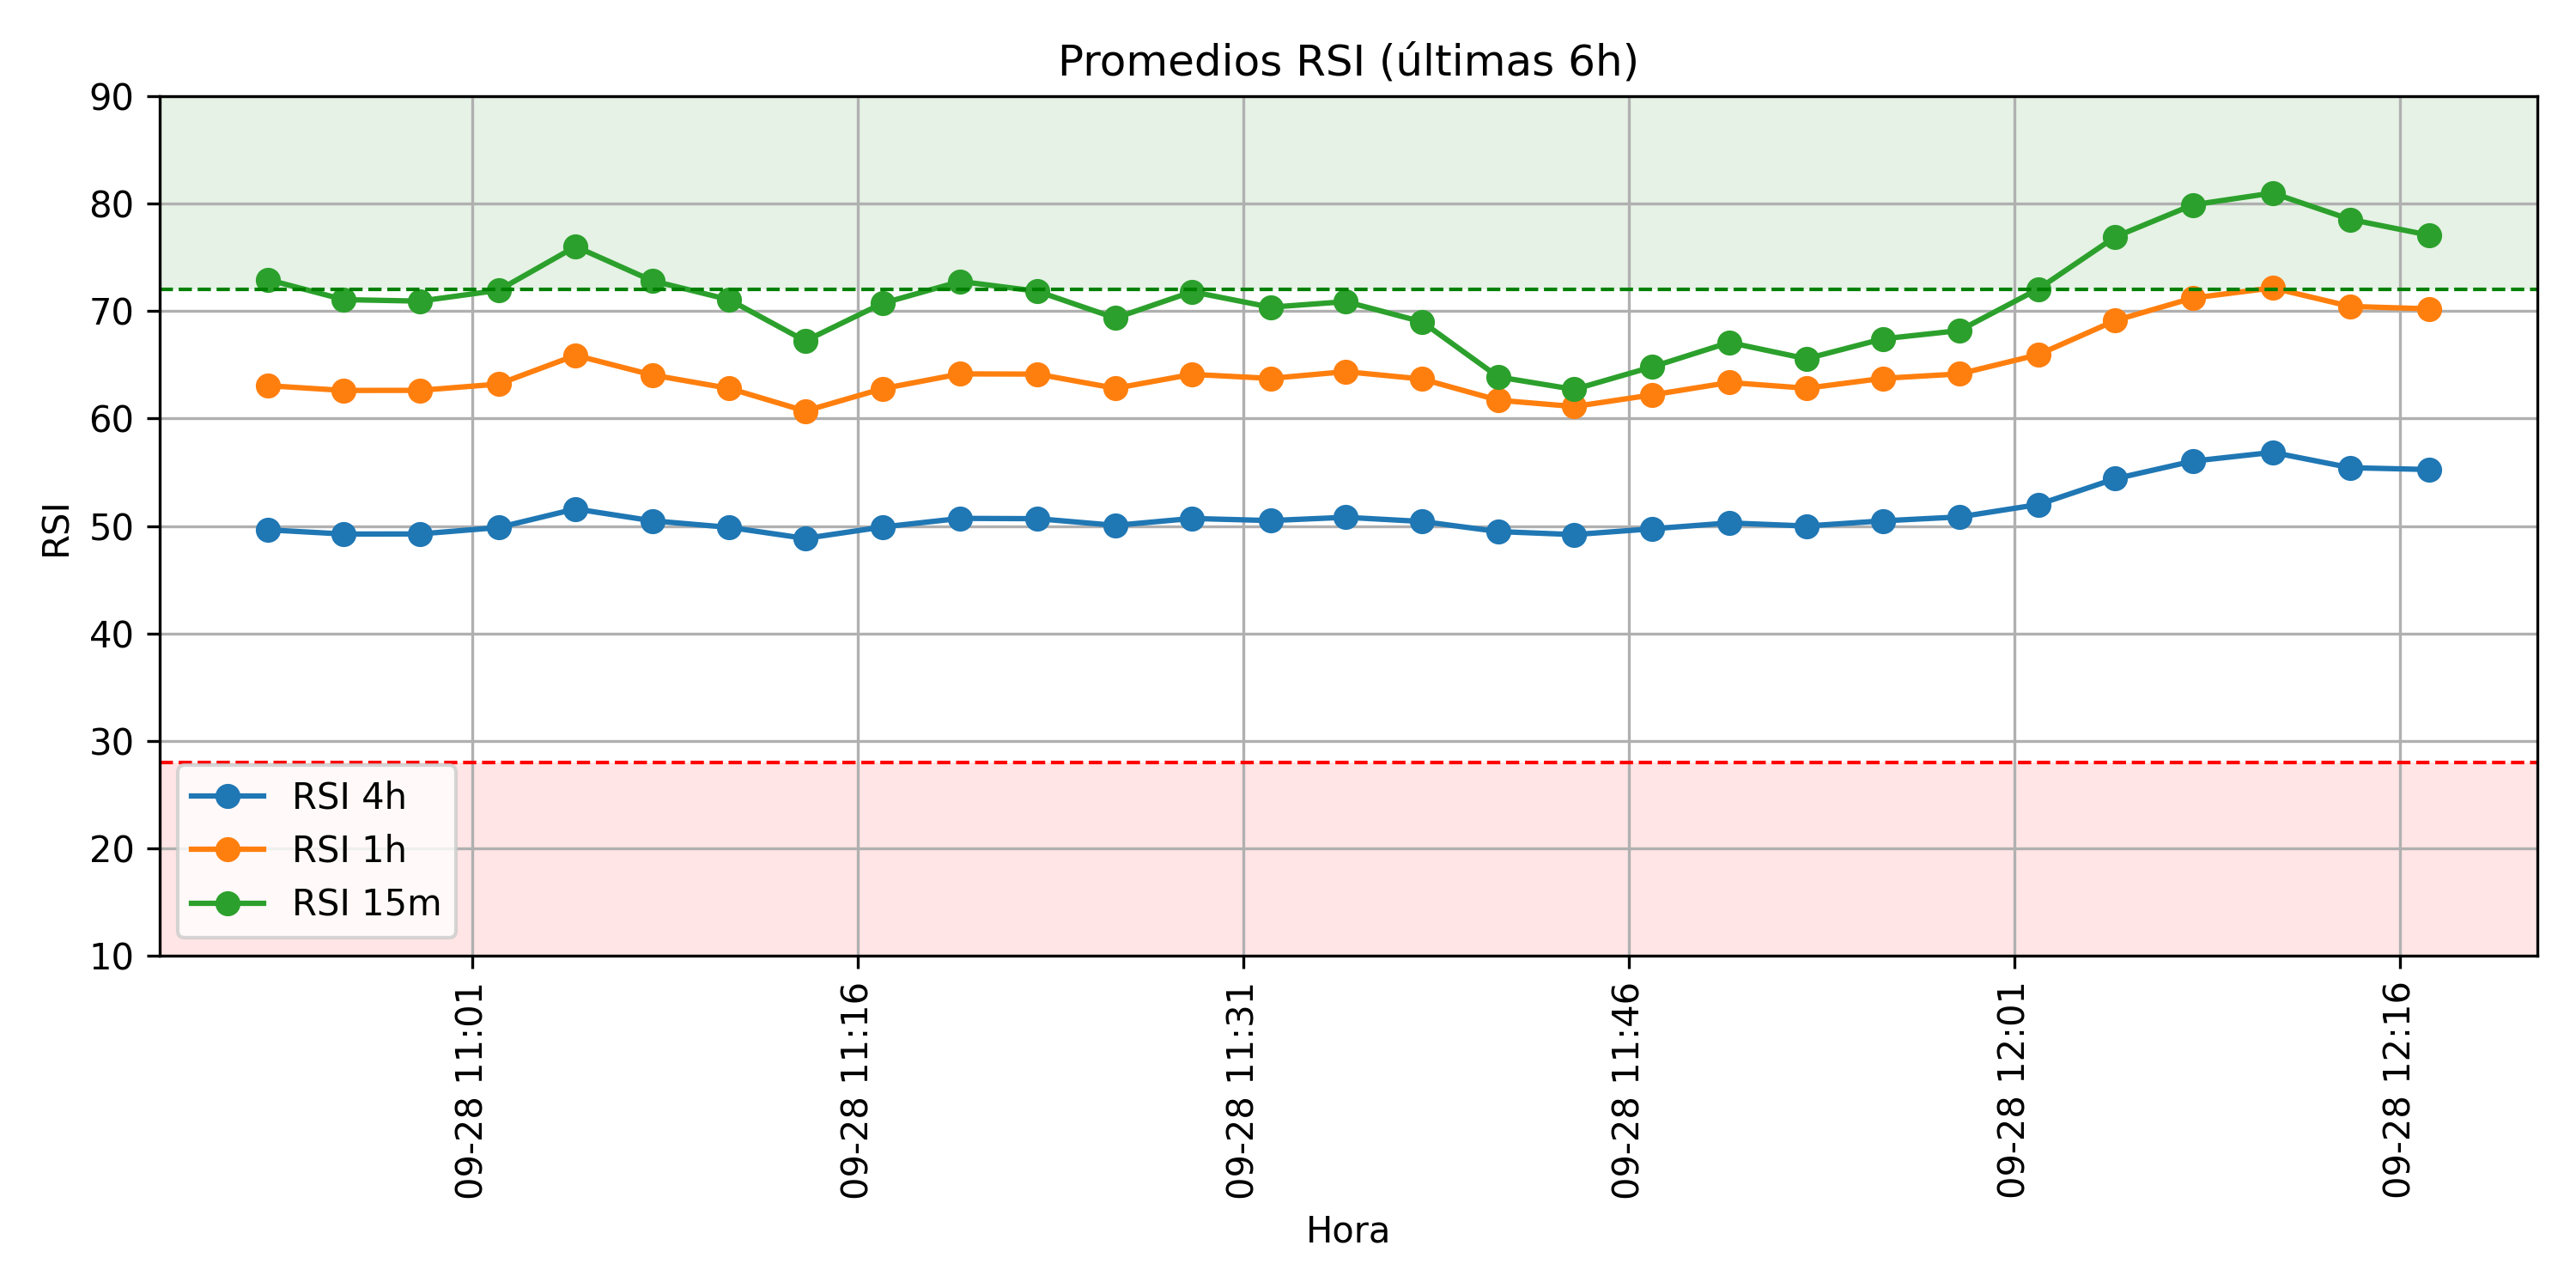 Promedios RSI (últimas 6h)
90
80
70
60
50
40
30
20
10
RSI
RSI 4h
RSI 1h
RSI 15m
09-28 11:01
09-28 11:16
09-28 11:31
09-28 11:46
09-28 12:01
09-28 12:16
Hora